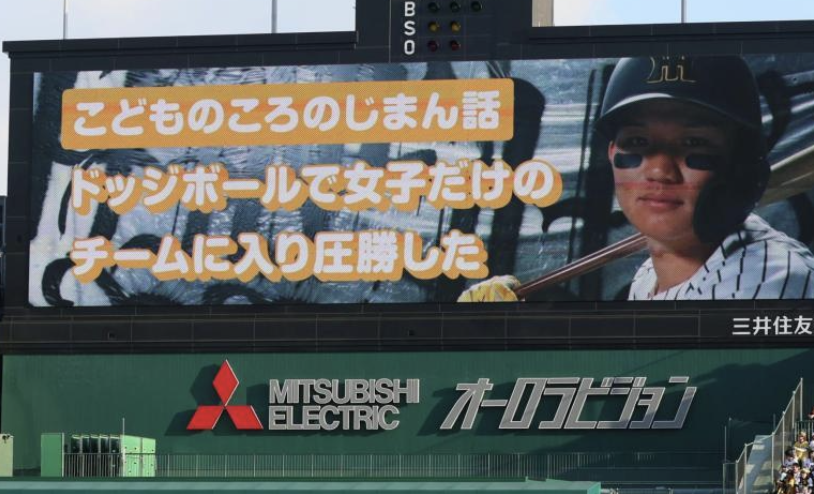 B
S
O
こどものころのじまん話
ドッジボールで女子だけの
チームに入り圧勝した
三井住友
MITSUBISHI
ELECTRIC
オーロラビジョン